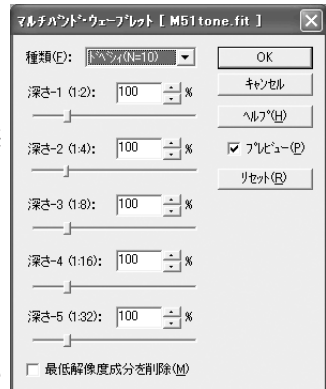 マルチバンド・ウェーブレット [ M51tone.fit ]
種類(F): ドベシィ(N=10)
OK
深さ-1 (1:2): 100 %
キャンセル
ヘルプ(H)
深さ-2 (1:4): 100 %
プレビュー(P)
リセット(R)
深さ-3 (1:8): 100 %
深さ-4 (1:16): 100 %
深さ-5 (1:32): 100 %
最低解像度成分を削除(M)